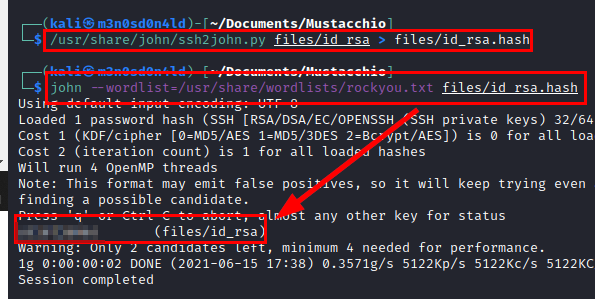 ┌──(kali㉿m3n0sd0n4ld)-[~/Documents/Mustacchio]
└─$ /usr/share/john/ssh2john.py files/id_rsa > files/id_rsa.hash
┌──(kali㉿m3n0sd0n4ld)-[~/Documents/Mustacchio]
└─$ john --wordlist=/usr/share/wordlists/rockyou.txt files/id_rsa.hash
Using default input encoding: UTF-8
Loaded 1 password hash (SSH [RSA/DSA/EC/OPENSSH (SSH private keys) 32/64
Cost 1 (KDF/cipher [0=MD5/AES 1=MD5/3DES 2=Bcrypt/AES]) is 0 for all load
Cost 2 (iteration count) is 1 for all loaded hashes
Will run 4 OpenMP threads
Note: This format may emit false positives, so it will keep trying even
finding a possible candidate.
Press 'q' or Ctrl-C to abort, almost any other key for status
(files/id_rsa)
Warning: Only 2 candidates left, minimum 4 needed for performance.
1g 0:00:00:02 DONE (2021-06-15 17:38) 0.3571g/s 5122Kp/s 5122Kc/s 5122KC
Session completed